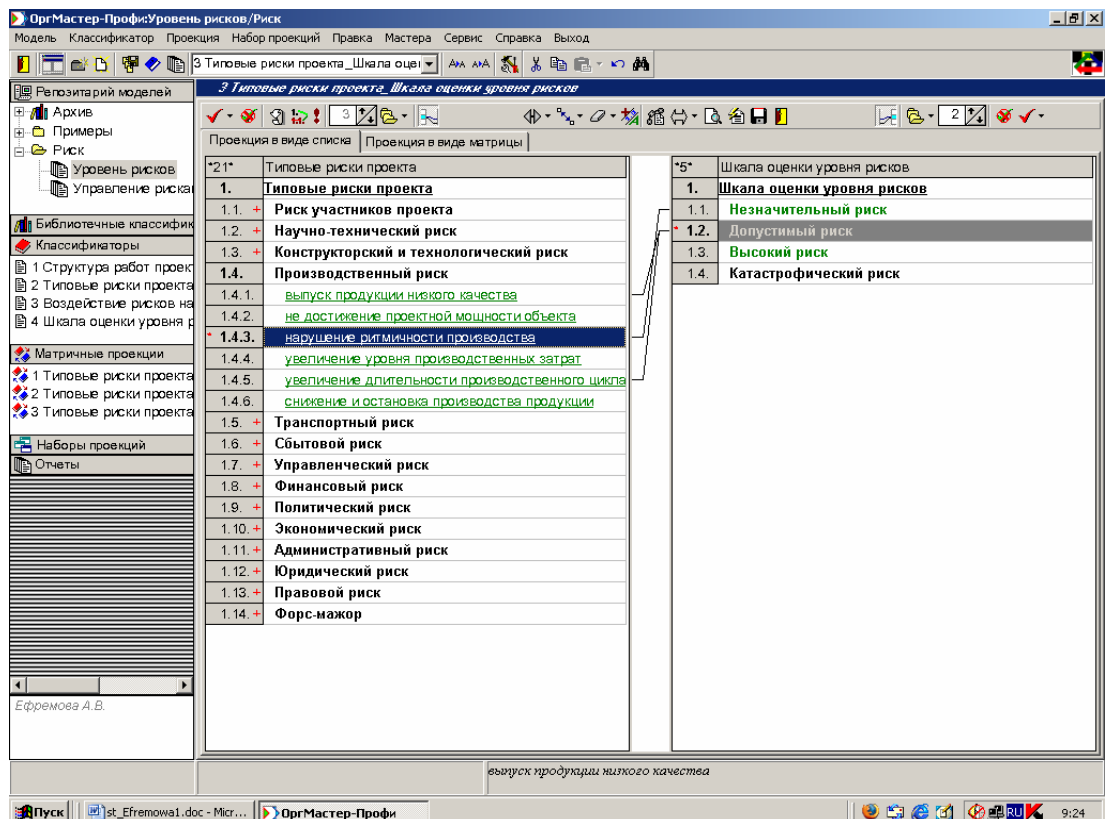 ОргМастер-Профи:Уровень рисков/Риск
Модель Классификатор Проекция Набор проекций Правка Мастера Сервис Справка Выход
3 Типовые риски проекта_Шкала оцен
Репозитарий моделей
Архив
Примеры
Риск
Уровень рисков
Управление риска
Библиотечные классифик
Классификаторы
1 Структура работ проек
2 Типовые риски проекта
3 Воздействие рисков на
4 Шкала оценки уровня р
Матричные проекции
1 Типовые риски проекта
2 Типовые риски проекта
3 Типовые риски проекта
Наборы проекций
Отчеты
Ефремова А.В.
3 Типовые риски проекта_Шкала оценки уровня рисков
3
2
Проекция в виде списка Проекция в виде матрицы
*21* Типовые риски проекта
1. Типовые риски проекта
1.1. + Риск участников проекта
1.2. + Научно-технический риск
1.3. + Конструкторский и технологический риск
1.4. Производственный риск
1.4.1. выпуск продукции низкого качества
1.4.2. не достижение проектной мощности объекта
* 1.4.3. нарушение ритмичности производства
1.4.4. увеличение уровня производственных затрат
1.4.5. увеличение длительности производственного цикла
1.4.6. снижение и остановка производства продукции
1.5. + Транспортный риск
1.6. + Сбытовой риск
1.7. + Управленческий риск
1.8. + Финансовый риск
1.9. + Политический риск
1.10. + Экономический риск
1.11. + Административный риск
1.12. + Юридический риск
1.13. + Правовой риск
1.14. + Форс-мажор
*5* Шкала оценки уровня рисков
1. Шкала оценки уровня рисков
1.1. Незначительный риск
* 1.2. Допустимый риск
1.3. Высокий риск
1.4. Катастрофический риск
выпуск продукции низкого качества
Пуск
st_Efremowa1.doc - Micr...
ОргМастер-Профи
RU
9:24